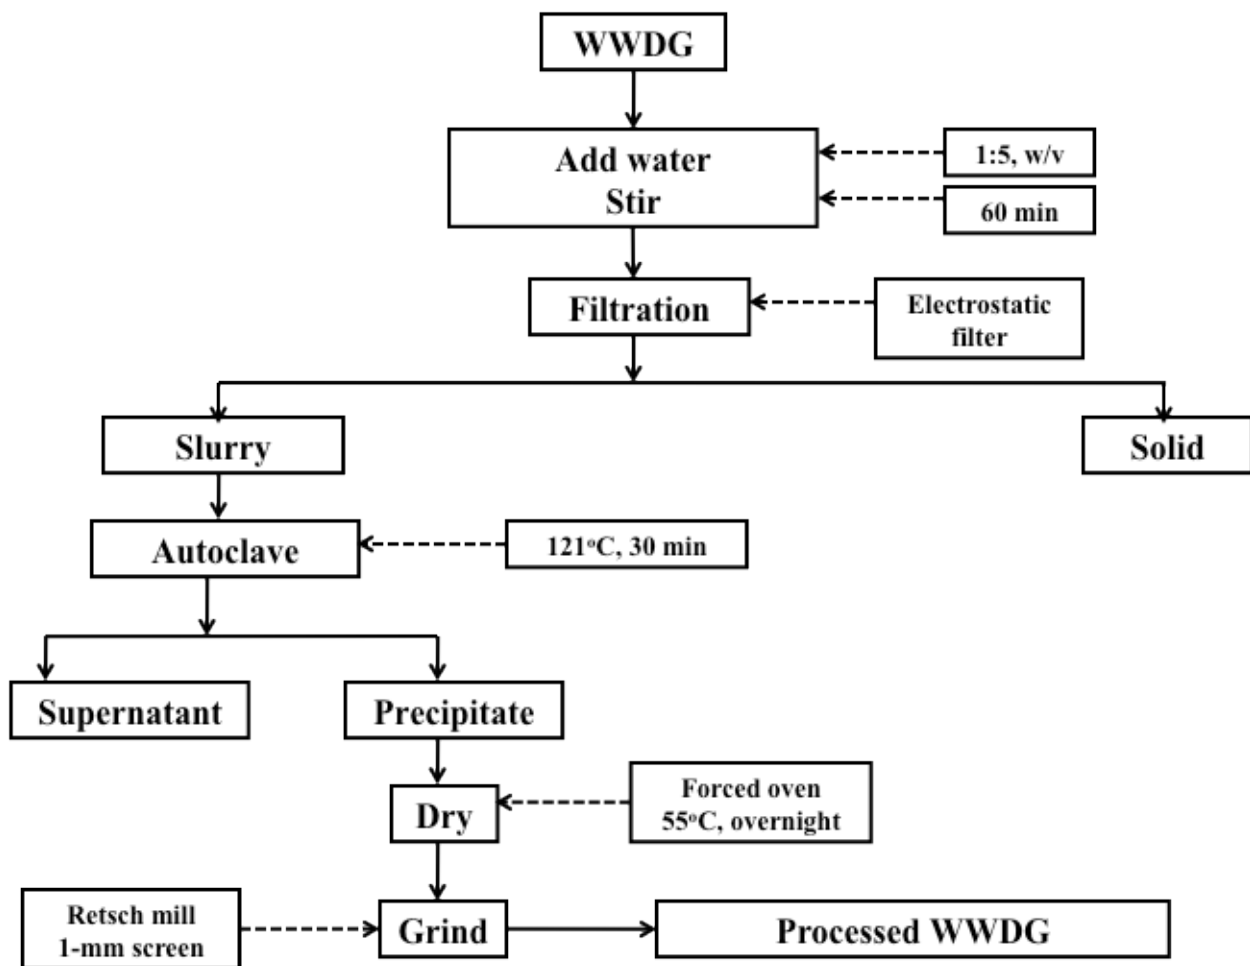 WWDG
Add water
Stir
1:5, w/v
60 min
Filtration
Electrostatic
filter
Slurry
Solid
Autoclave
121°C, 30 min
Supernatant
Precipitate
Dry
Forced oven
55°C, overnight
Retsch mill
1-mm screen
Grind
Processed WWDG